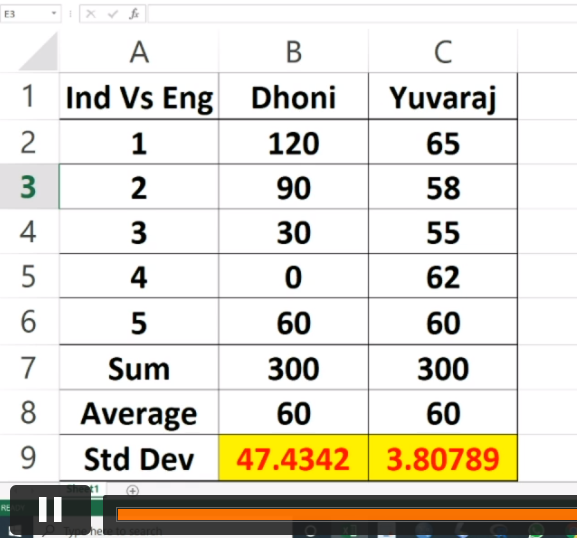 E3 fx
A B C
1 Ind Vs Eng Dhoni Yuvaraj
2 1 120 65
3 2 90 58
4 3 30 55
5 4 0 62
6 5 60 60
7 Sum 300 300
8 Average 60 60
9 Std Dev 47.4342 3.80789
Sheet1
Type here to search